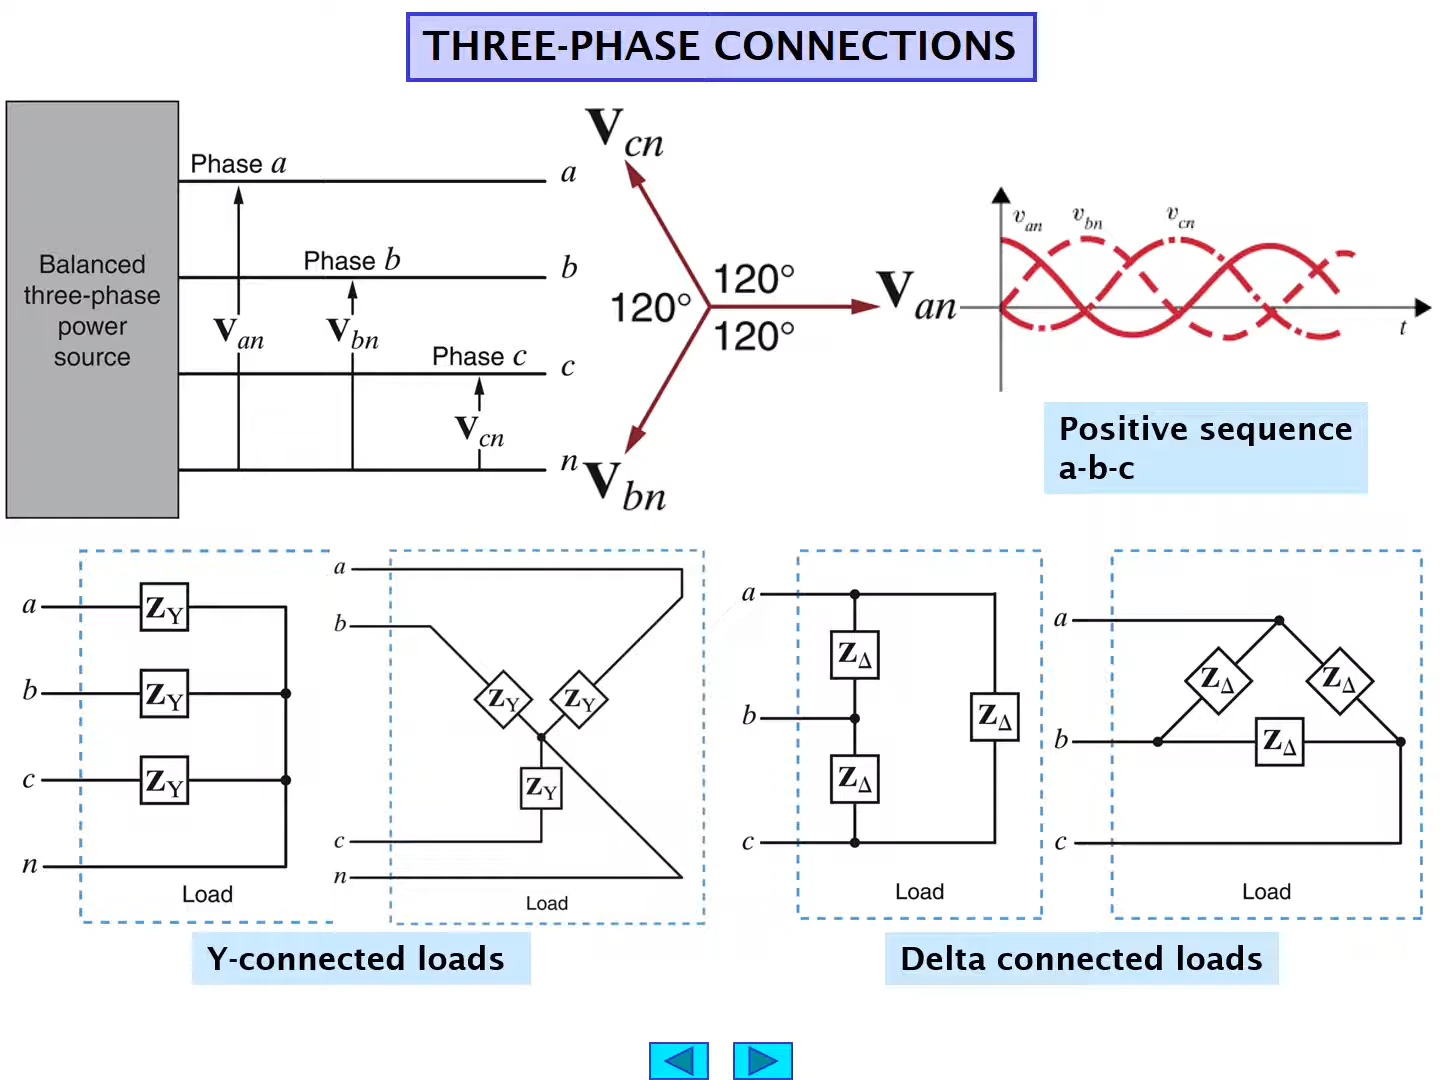 THREE-PHASE CONNECTIONS
Balanced
three-phase
power
source
Phase a
a
Phase b
b
Phase c
c
n
Van
Vbn
Vcn
Vcn
120°
120°
120°
Van
Vbn
van
vbn
vcn
t
Positive sequence
a-b-c
a
ZY
b
ZY
c
ZY
n
Load
a
b
ZY
ZY
ZY
c
n
Load
a
ZΔ
b
ZΔ
ZΔ
c
Load
a
ZΔ
ZΔ
b
ZΔ
c
Load
Y-connected loads
Delta connected loads